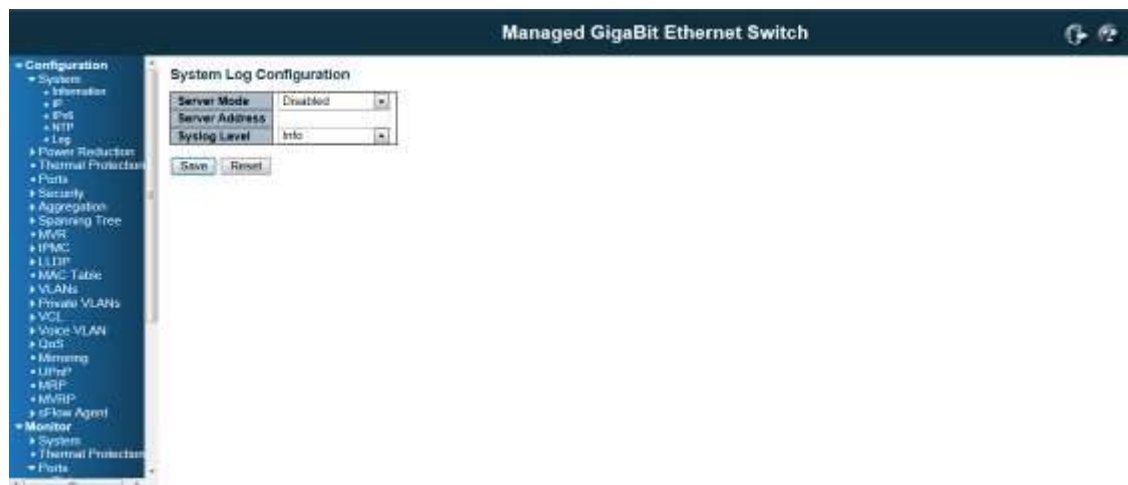 Managed GigaBit Ethernet Switch
Configuration
System
Information
IP
IPv6
NTP
Log
Power Reduction
Thermal Protection
Ports
Security
Aggregation
Spanning Tree
MVR
IPMC
LLDP
MAC Table
VLANs
Private VLANs
VCL
Voice VLAN
QoS
Mirroring
UPnP
MRP
MVRP
sFlow Agent
Monitor
System
Thermal Protection
Ports
System Log Configuration
Server Mode Disabled
Server Address
Syslog Level Info
Save Reset